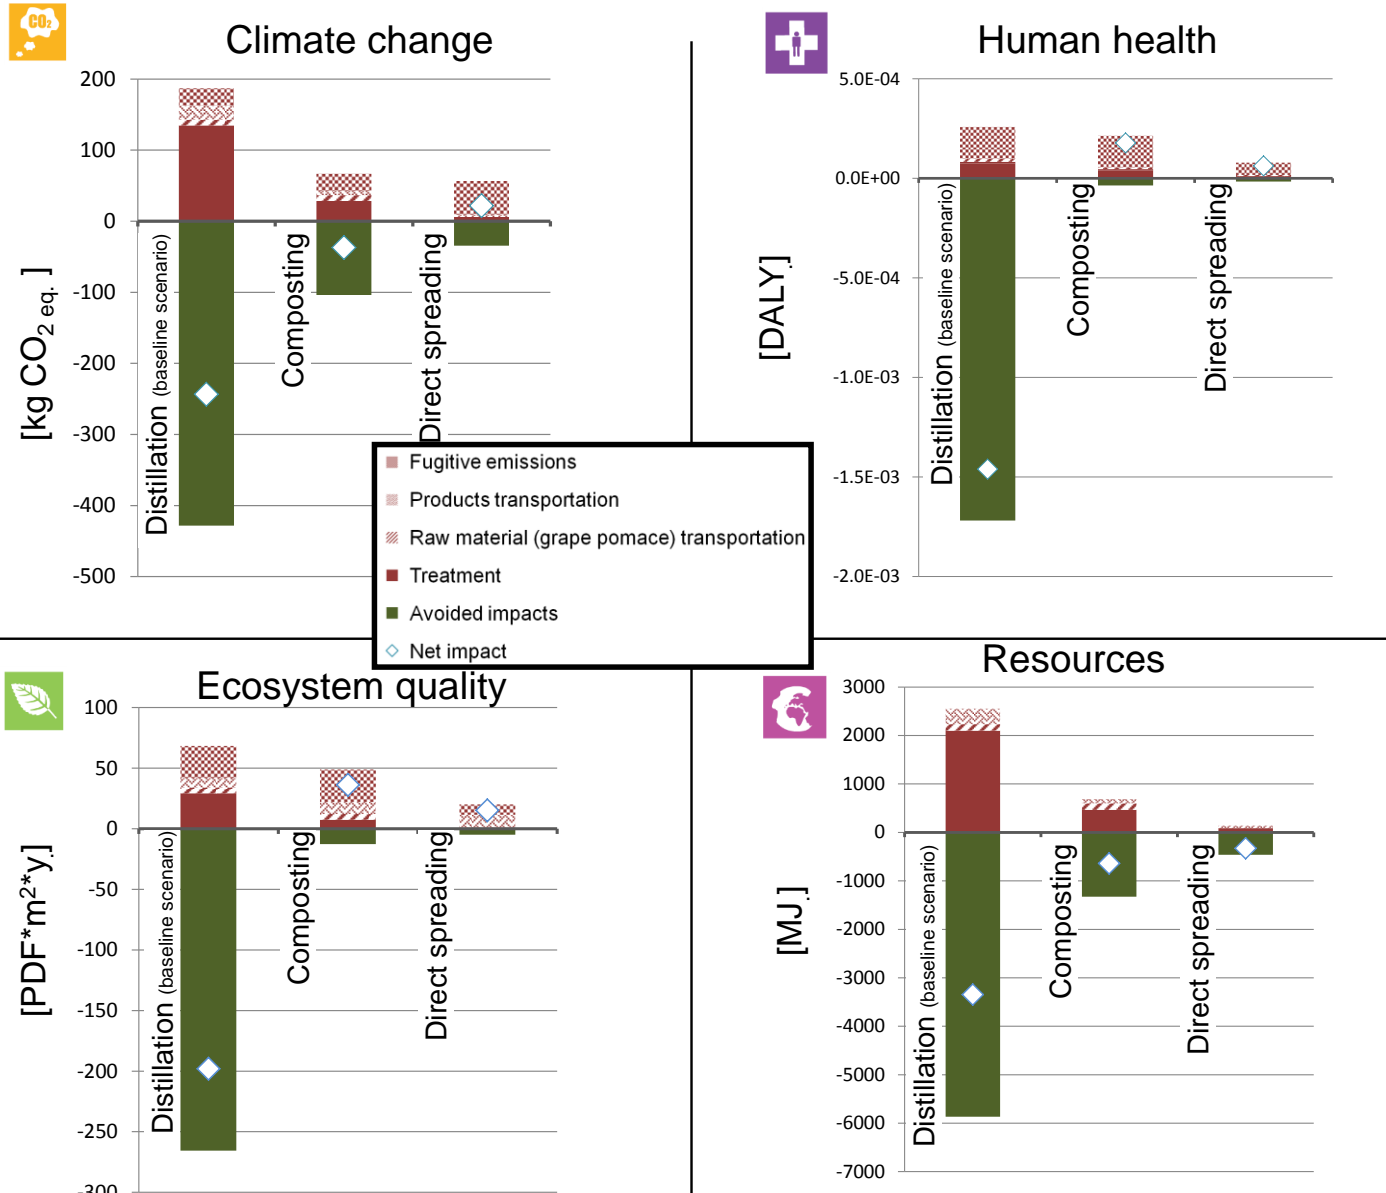 CO2
Climate change
200
100
0
-100
-200
-300
-400
-500
[kg CO2 eq. ]
Distillation (baseline scenario)
Composting
Direct spreading
Human health
5.0E-04
0.0E+00
-5.0E-04
-1.0E-03
-1.5E-03
-2.0E-03
[DALY]
Distillation (baseline scenario)
Composting
Direct spreading
Fugitive emissions
Products transportation
Raw material (grape pomace) transportation
Treatment
Avoided impacts
Net impact
Ecosystem quality
100
50
0
-50
-100
-150
-200
-250
-300
[PDF*m2*y]
Distillation (baseline scenario)
Composting
Direct spreading
Resources
3000
2000
1000
0
-1000
-2000
-3000
-4000
-5000
-6000
-7000
[MJ]
Distillation (baseline scenario)
Composting
Direct spreading